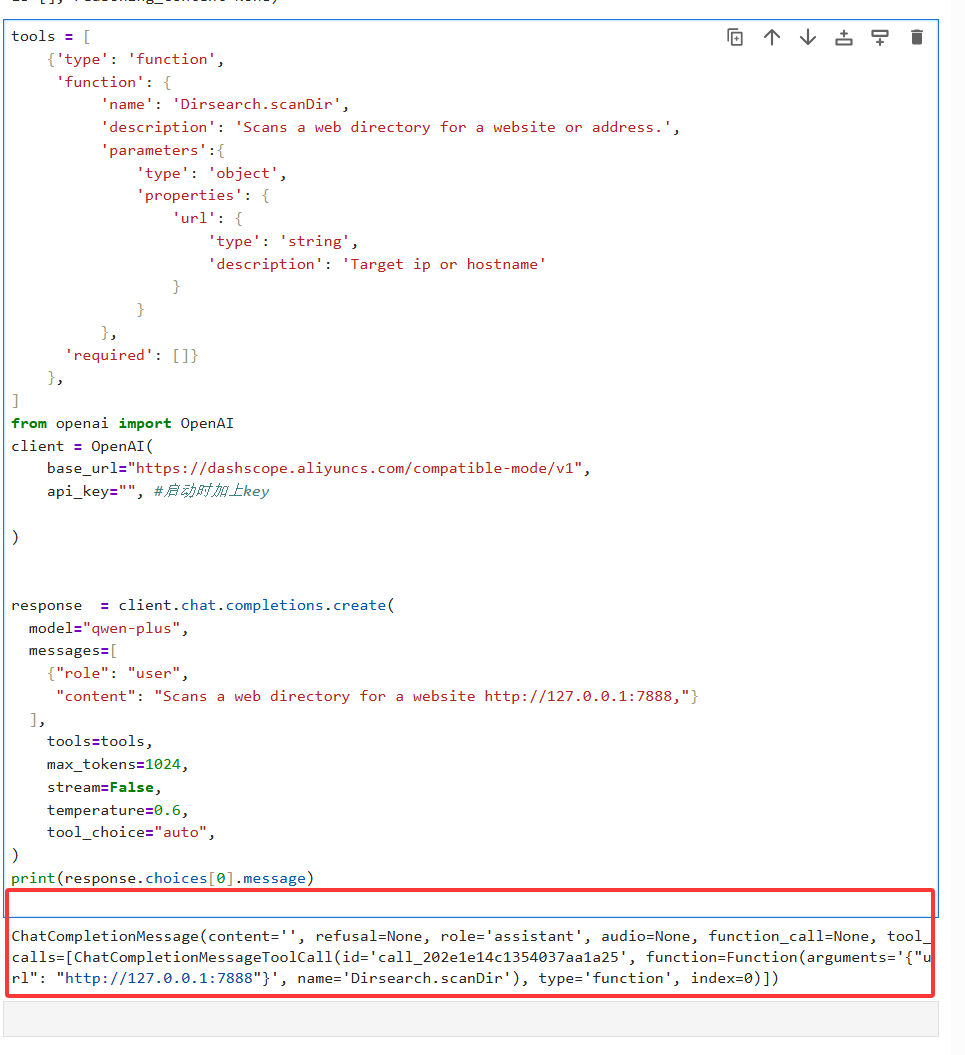 tools = [
    {'type': 'function',
     'function': {
          'name': 'Dirsearch.scanDir',
          'description': 'Scans a web directory for a website or address.',
          'parameters':{
              'type': 'object',
              'properties': {
                  'url': {
                      'type': 'string',
                      'description': 'Target ip or hostname'
                  }
              }
          },
      'required': []}
    },
]
from openai import OpenAI
client = OpenAI(
    base_url="https://dashscope.aliyuncs.com/compatible-mode/v1",
    api_key="", #启动时加上key
)
response  = client.chat.completions.create(
  model="qwen-plus",
  messages=[
    {"role": "user",
     "content": "Scans a web directory for a website http://127.0.0.1:7888,"}
  ],
    tools=tools,
    max_tokens=1024,
    stream=False,
    temperature=0.6,
    tool_choice="auto",
)
print(response.choices[0].message)
ChatCompletionMessage(content='', refusal=None, role='assistant', audio=None, function_call=None, tool_
calls=[ChatCompletionMessageToolCall(id='call_202e1e14c1354037aa1a25', function=Function(arguments='{"u
rl": "http://127.0.0.1:7888"}', name='Dirsearch.scanDir'), type='function', index=0)])